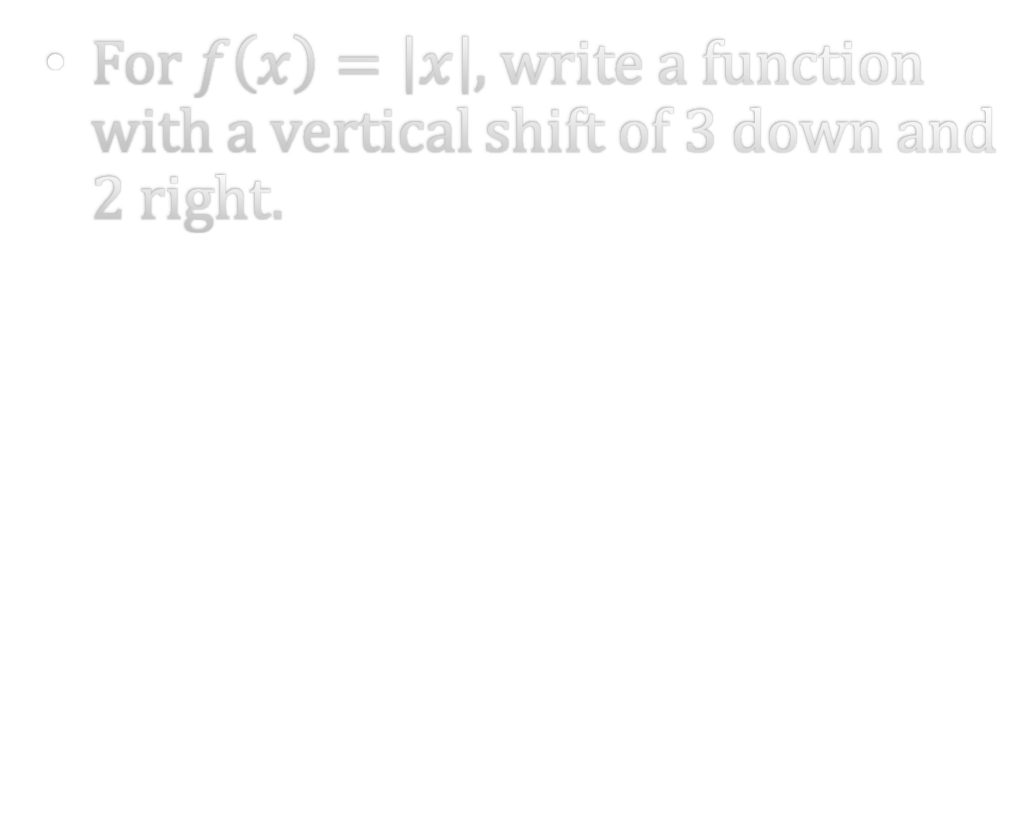 ◦ For f(x) = |x|, write a function
with a vertical shift of 3 down and
2 right.